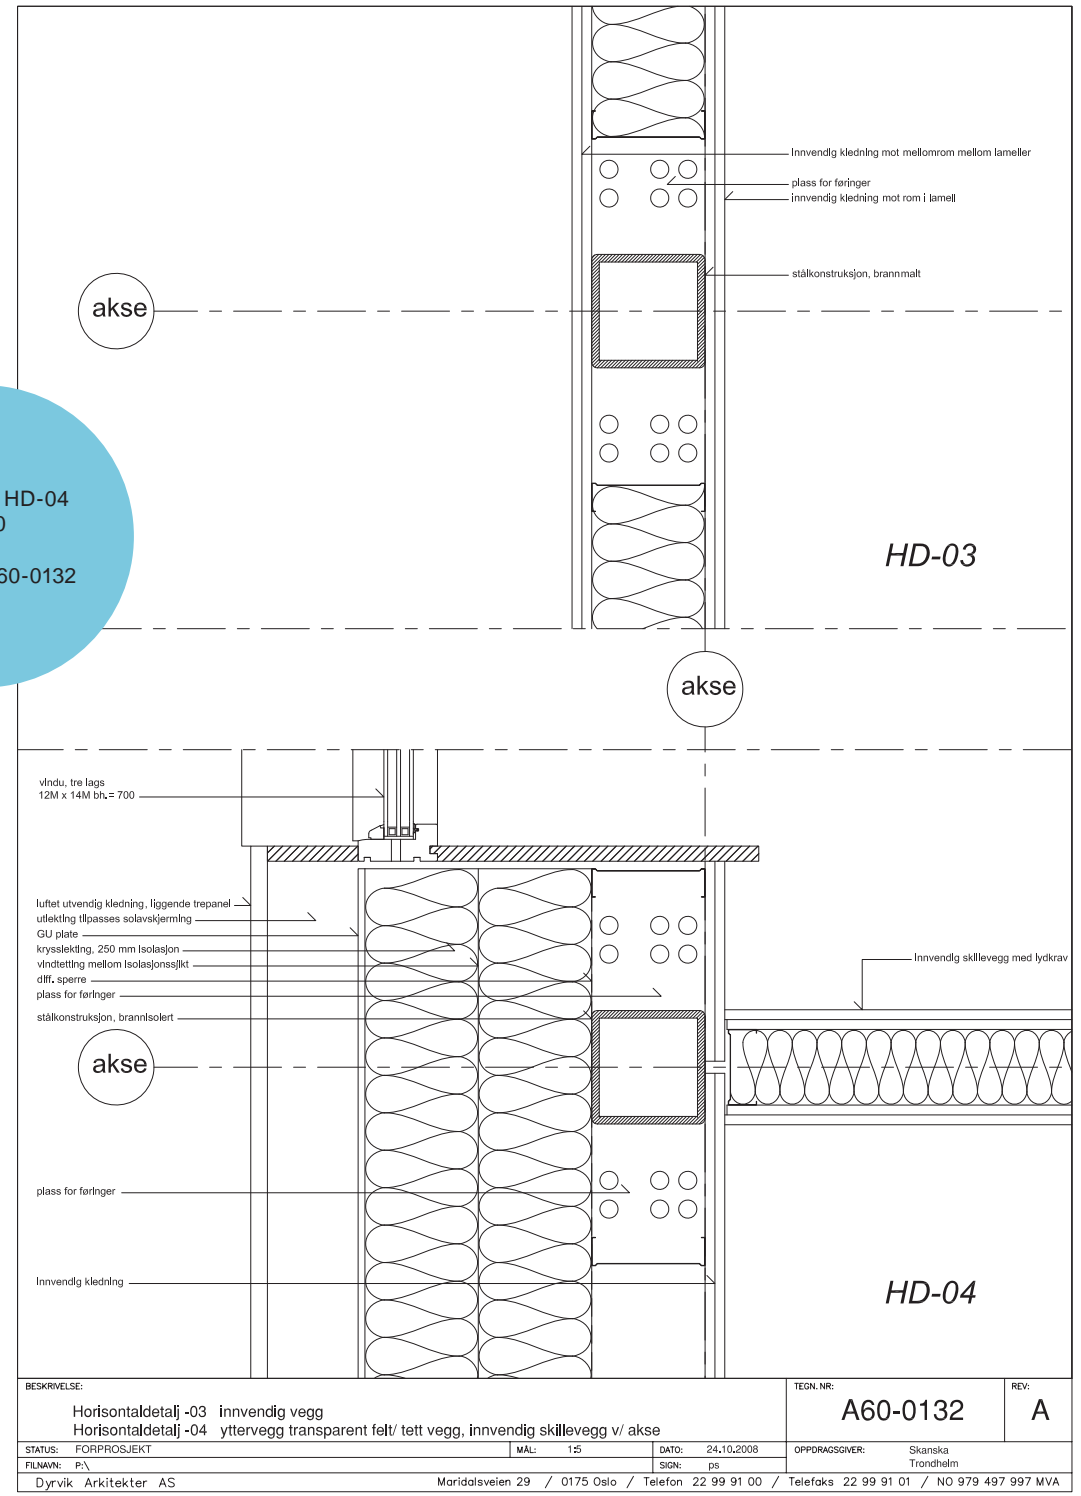 Innvendig kledning mot mellomrom mellom lameller
plass for føringer
innvendig kledning mot rom i lamell
stålkonstruksjon, brannmalt
akse
HD-04
60-0132
HD-03
akse
vindu, tre lags
12M x 14M bh.= 700
luftet utvendig kledning, liggende trepanel
utlekting tilpasses solavskjerming
GU plate
krysslekting, 250 mm isolasjon
vindtetting mellom isolasjonssjikt
diff. sperre
plass for føringer
stålkonstruksjon, brannisolert
Innvendig skillevegg med lydkrav
akse
plass for føringer
Innvendig kledning
HD-04
BESKRIVELSE:
Horisontaldetalj -03 innvendig vegg
Horisontaldetalj -04 yttervegg transparent felt/ tett vegg, innvendig skillevegg v/ akse
TEGN. NR:
A60-0132
REV:
A
STATUS: FORPROSJEKT
MÅL: 1:5
DATO: 24.10.2008
OPPDRAGSGIVER: Skanska
Trondheim
FILNAVN: P:\
SIGN: ps
Dyrvik Arkitekter AS
Maridalsveien 29 / 0175 Oslo / Telefon 22 99 91 00 / Telefaks 22 99 91 01 / NO 979 497 997 MVA